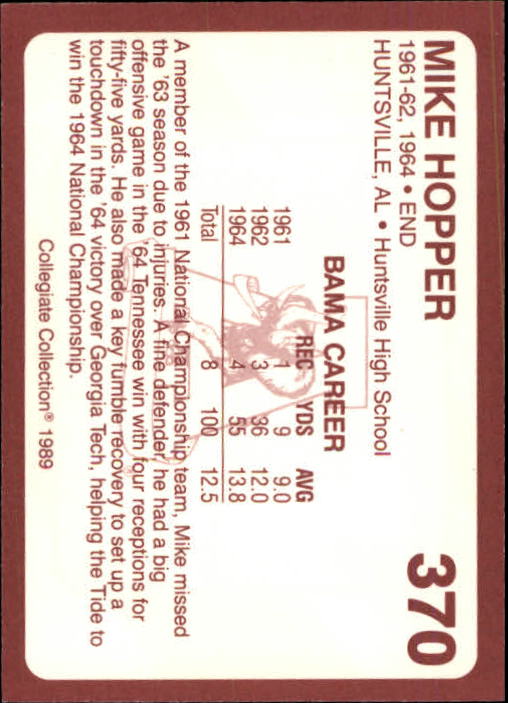 MIKE HOPPER
370
1961-62, 1964 • END
HUNTSVILLE, AL • Huntsville High School
BAMA CAREER
REC YDS AVG
1961 1 9 9.0
1962 3 36 12.0
1964 4 55 13.8
Total 8 100 12.5
A member of the 1961 National Championship team, Mike missed
the '63 season due to injuries. A fine defender, he had a big
offensive game in the '64 Tennessee win with four receptions for
fifty-five yards. He also made a key fumble recovery to set up a
touchdown in the '64 victory over Georgia Tech, helping the Tide to
win the 1964 National Championship.
Collegiate Collection® 1989